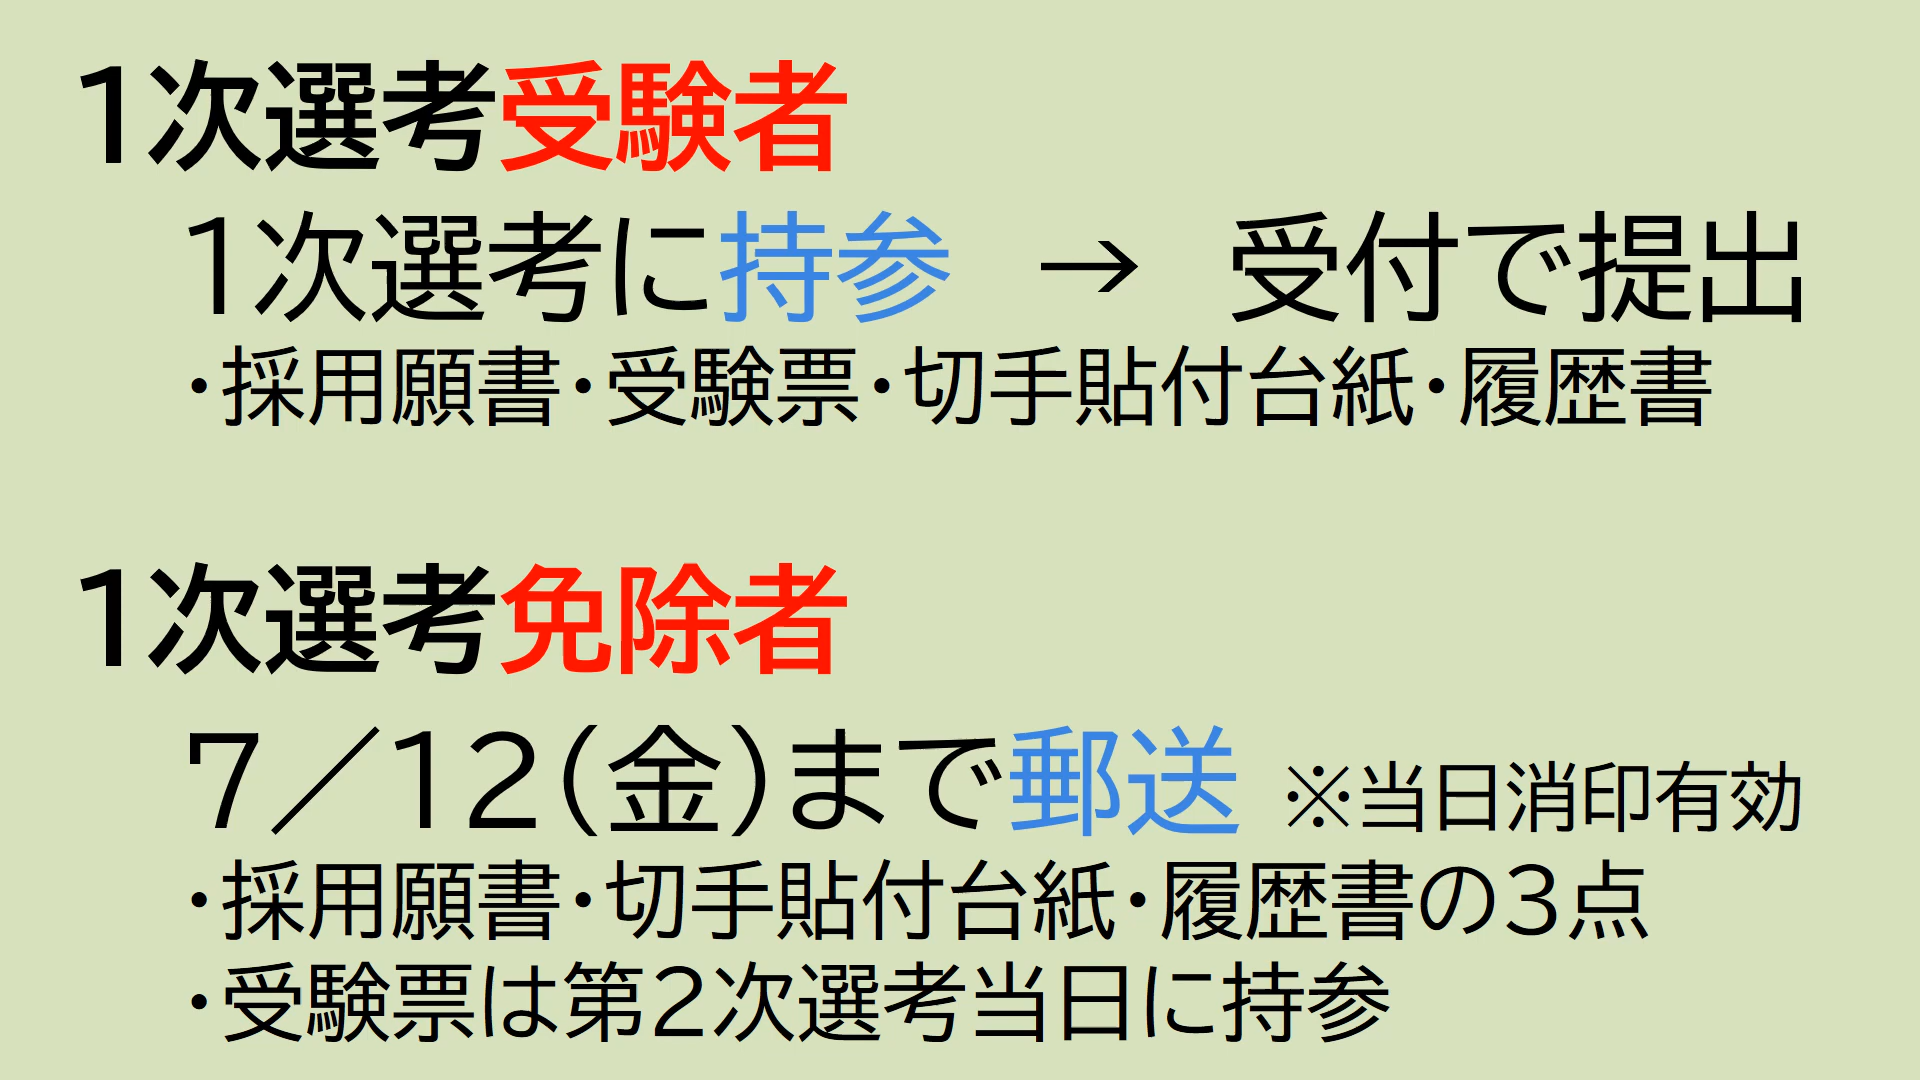 1次選考受験者
1次選考に持参　→　受付で提出
・採用願書・受験票・切手貼付台紙・履歴書
1次選考免除者
7／12（金）まで郵送 ※当日消印有効
・採用願書・切手貼付台紙・履歴書の3点
・受験票は第2次選考当日に持参